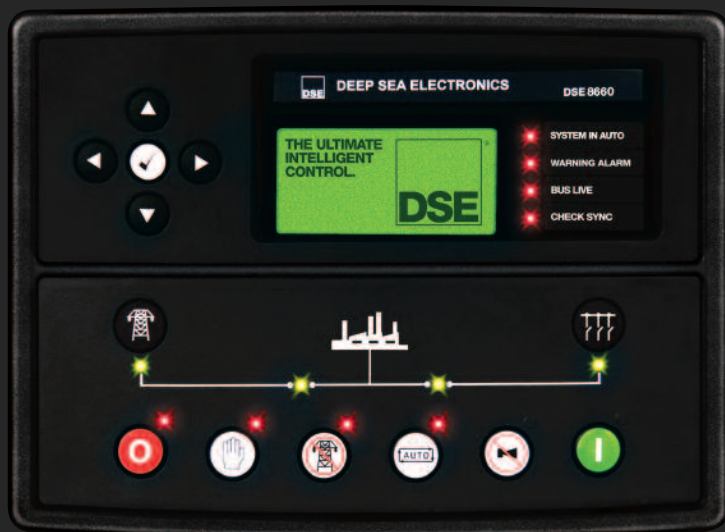 DSE
DEEP SEA ELECTRONICS
DSE 8660
THE ULTIMATE
INTELLIGENT
CONTROL.
DSE
®
SYSTEM IN AUTO
WARNING ALARM
BUS LIVE
CHECK SYNC
O
AUTO
I